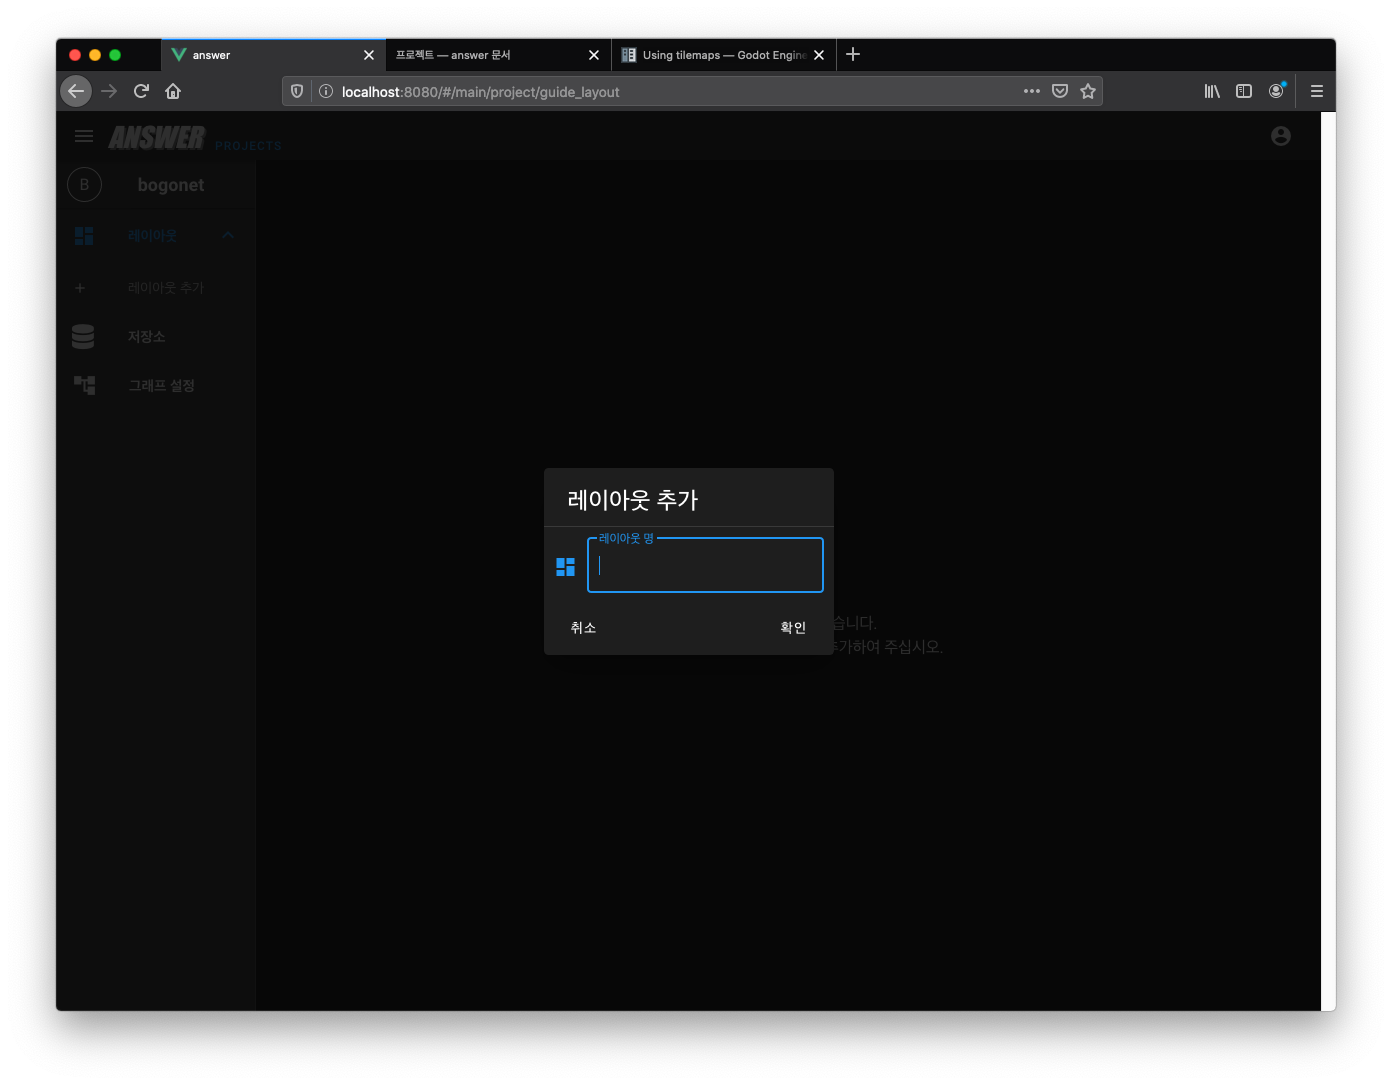 answer
프로젝트 — answer 문서
Using tilemaps — Godot Engine
localhost:8080/#/main/project/guide_layout
ANSWER PROJECTS
B bogonet
레이아웃
+ 레이아웃 추가
저장소
그래프 설정
레이아웃 추가
레이아웃 명
취소 확인
습니다.
추가하여 주십시오.